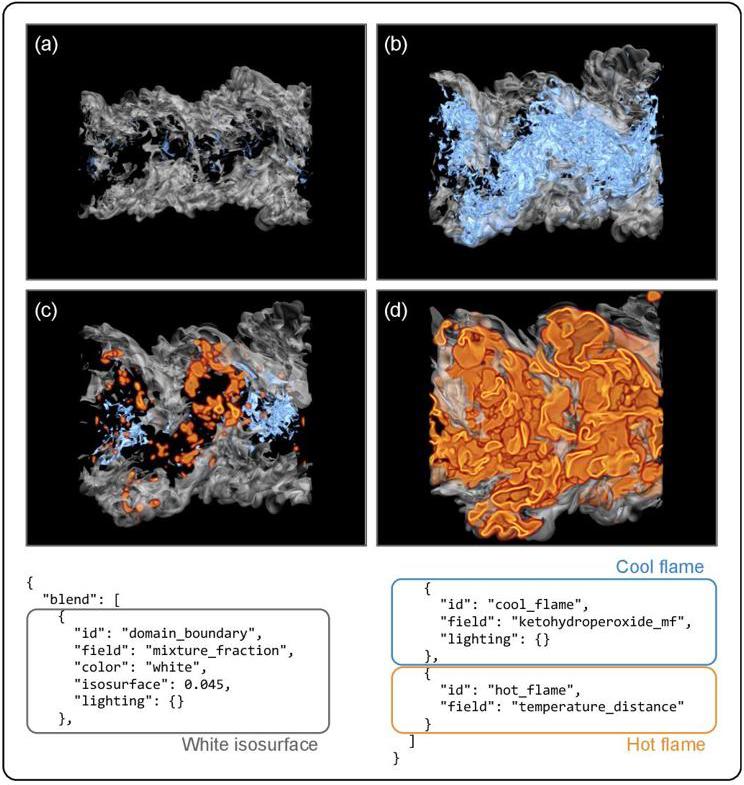 (a)
(b)
(c)
(d)
{
"blend": [
{
"id": "domain_boundary",
"field": "mixture_fraction",
"color": "white",
"isosurface": 0.045,
"lighting": {}
},
White isosurface
Cool flame
{
"id": "cool_flame",
"field": "ketohydroperoxide_mf",
"lighting": {}
},
{
"id": "hot_flame",
"field": "temperature_distance"
}
]
}
Hot flame